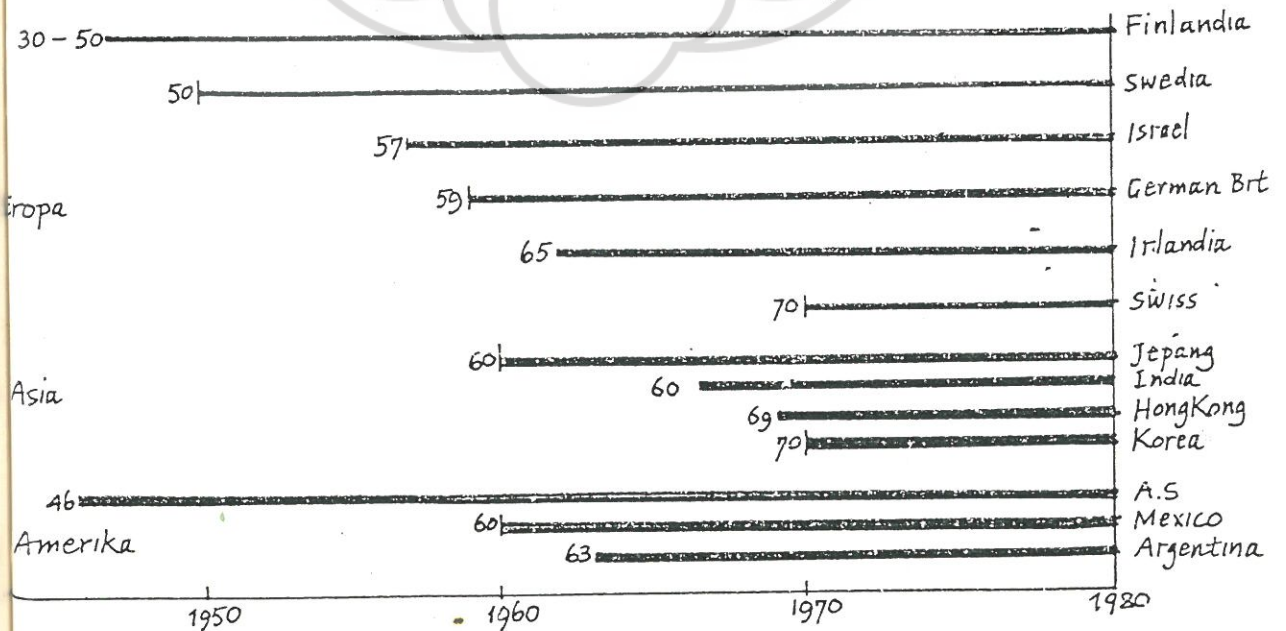 30 - 50 Finlandia
50 Swedia
57 Israel
59 German Brt
Eropa
65 Irlandia
70 Swiss
60 Jepang
60 India
Asia
69 HongKong
70 Korea
46 A.S
60 Mexico
Amerika
63 Argentina
1950 1960 1970 1980